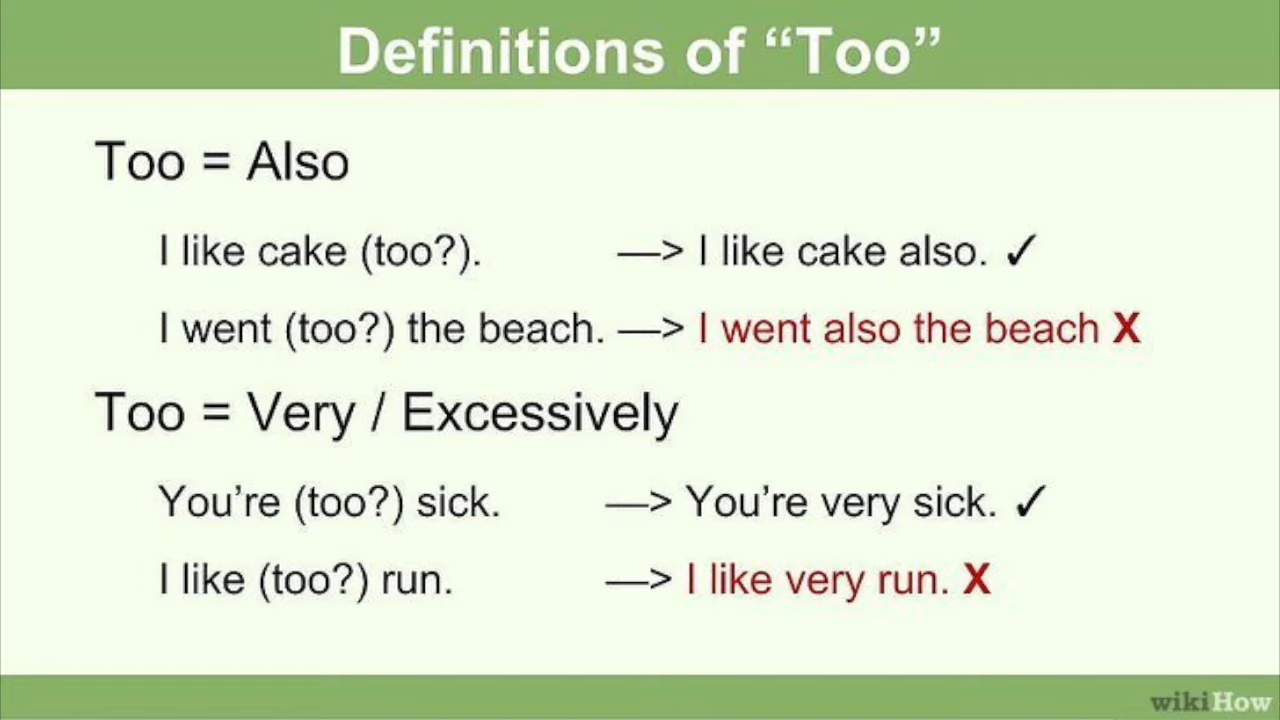 Definitions of “Too”
Too = Also
I like cake (too?). —> I like cake also. ✓
I went (too?) the beach. —> I went also the beach X
Too = Very / Excessively
You’re (too?) sick. —> You’re very sick. ✓
I like (too?) run. —> I like very run. X
wikiHow